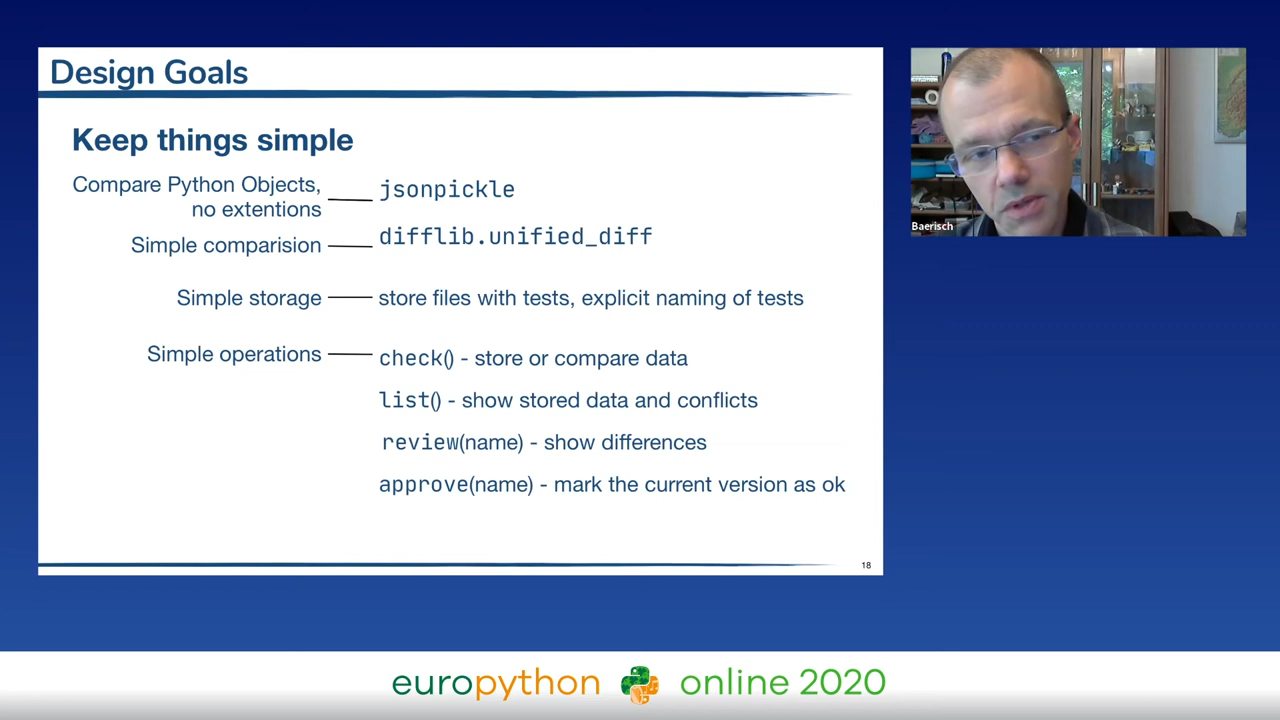 Design Goals
Keep things simple
Compare Python Objects,
no extentions
jsonpickle
Simple comparision
difflib.unified_diff
Simple storage
store files with tests, explicit naming of tests
Simple operations
check() - store or compare data
list() - show stored data and conflicts
review(name) - show differences
approve(name) - mark the current version as ok
18
Baerisch
europython online 2020